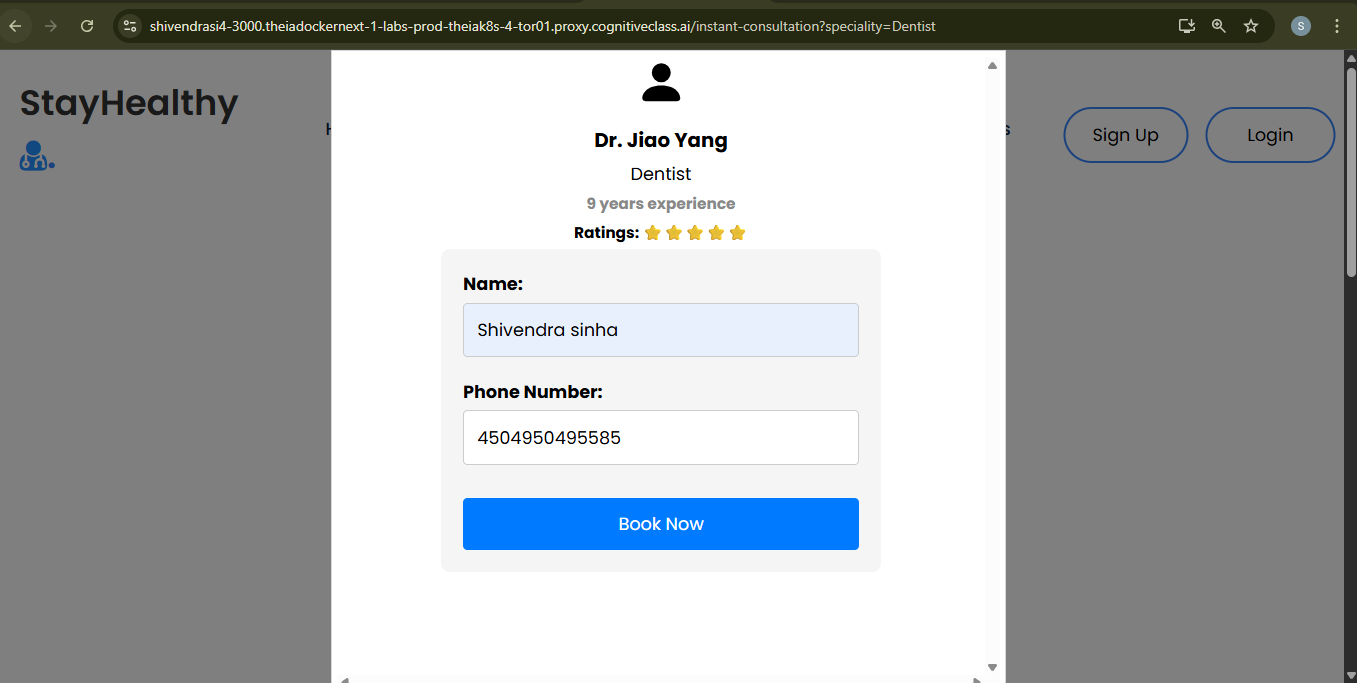 shivendrasi4-3000.theiadockernext-1-labs-prod-theiak8s-4-tor01.proxy.cognitiveclass.ai/instant-consultation?speciality=Dentist
S
StayHealthy
Sign Up
Login
Dr. Jiao Yang
Dentist
9 years experience
Ratings:
Name:
Shivendra sinha
Phone Number:
4504950495585
Book Now